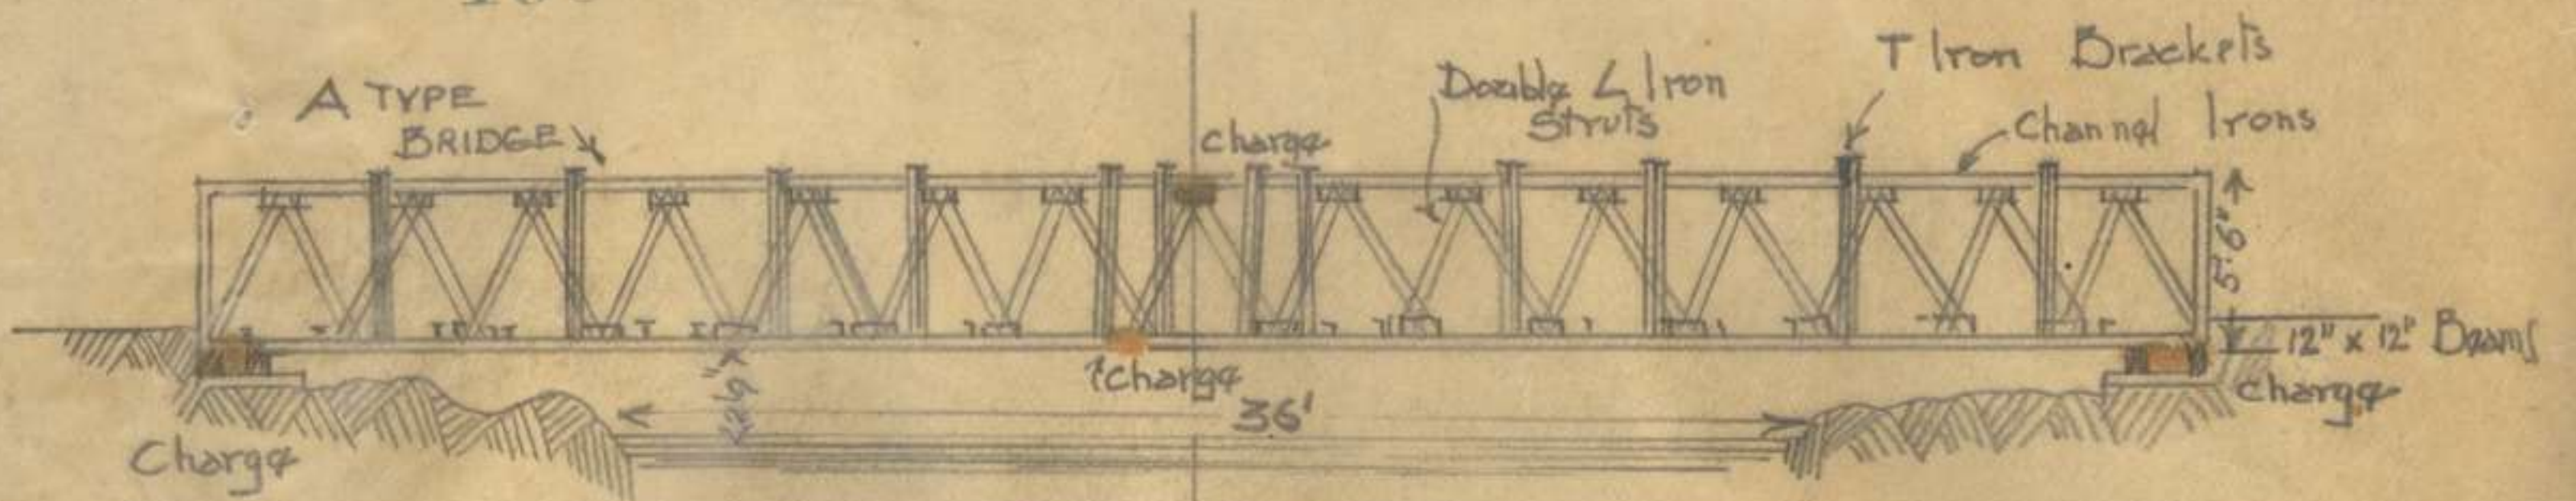 A TYPE
BRIDGE
charge
Double L Iron
Struts
T Iron Brackets
Channel Irons
5'6"
12" x 12" Beams
Charge
Charge
36'
Charge